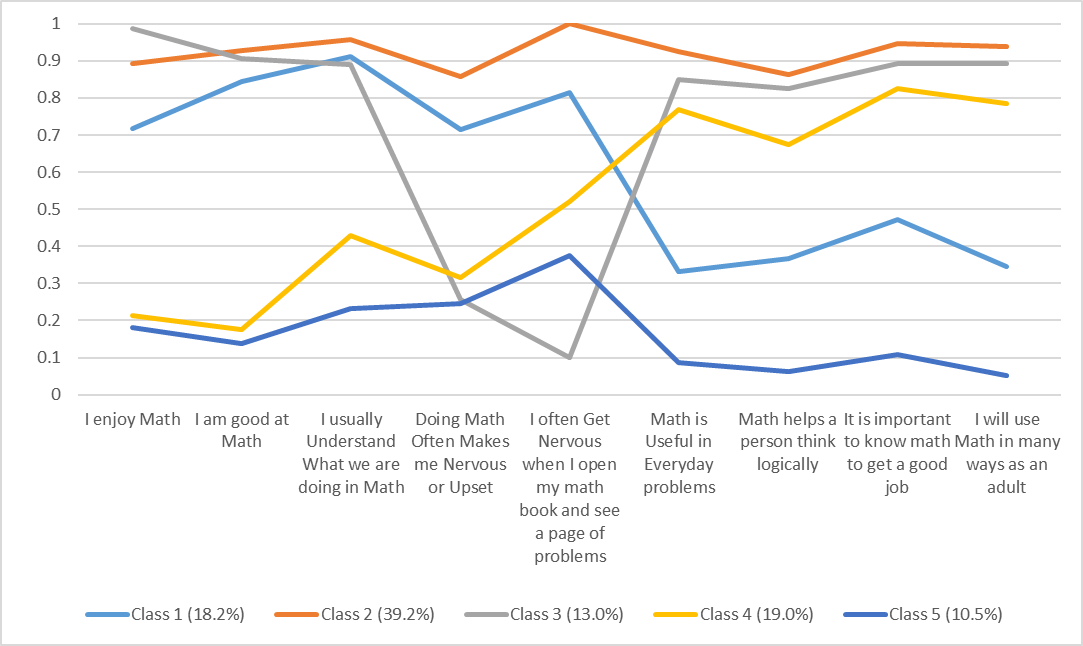 1
0.9
0.8
0.7
0.6
0.5
0.4
0.3
0.2
0.1
0
I enjoy Math
I am good at
Math
I usually
Understand
What we are
doing in Math
Doing Math
Often Makes
me Nervous
or Upset
I often Get
Nervous
when I open
my math
book and see
a page of
problems
Math is
Useful in
Everyday
problems
Math helps a
person think
logically
It is important
to know math
to get a good
job
I will use
Math in many
ways as an
adult
Class 1 (18.2%)
Class 2 (39.2%)
Class 3 (13.0%)
Class 4 (19.0%)
Class 5 (10.5%)